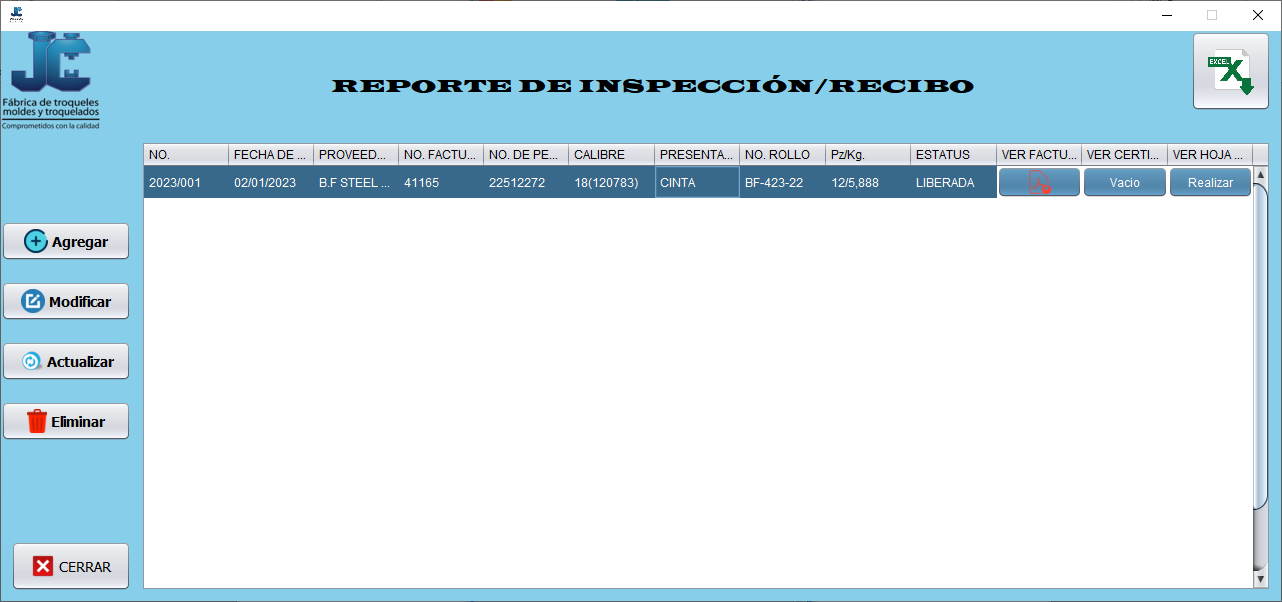 JC
Fábrica de troqueles
moldes y troquelados
Comprometidos con la calidad
REPORTE DE INSPECCIÓN/RECIBO
EXCEL
X
NO. FECHA DE ... PROVEED... NO. FACTU... NO. DE PE... CALIBRE PRESENTA... NO. ROLLO Pz/Kg. ESTATUS VER FACTU... VER CERTI... VER HOJA ...
2023/001 02/01/2023 B.F STEEL ... 41165 22512272 18(120783) CINTA BF-423-22 12/5,888 LIBERADA Vacio Realizar
Agregar
Modificar
Actualizar
Eliminar
CERRAR